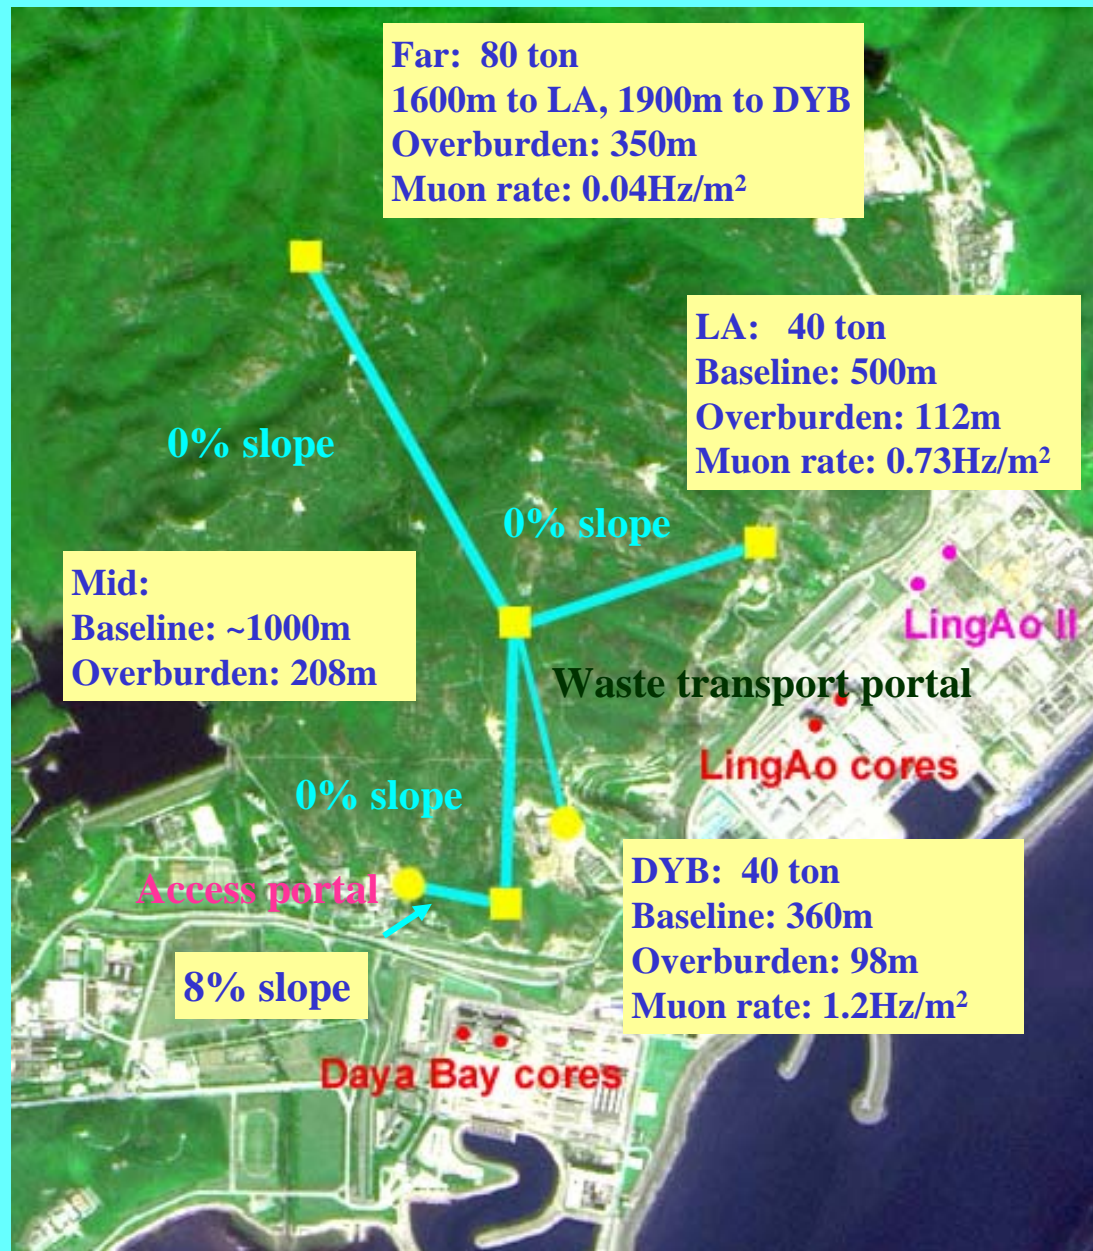 Far: 80 ton
1600m to LA, 1900m to DYB
Overburden: 350m
Muon rate: 0.04Hz/m²
LA: 40 ton
Baseline: 500m
Overburden: 112m
Muon rate: 0.73Hz/m²
0% slope
0% slope
Mid:
Baseline: ~1000m
Overburden: 208m
LingAo II
Waste transport portal
LingAo cores
0% slope
DYB: 40 ton
Baseline: 360m
Overburden: 98m
Muon rate: 1.2Hz/m²
Access portal
8% slope
Daya Bay cores